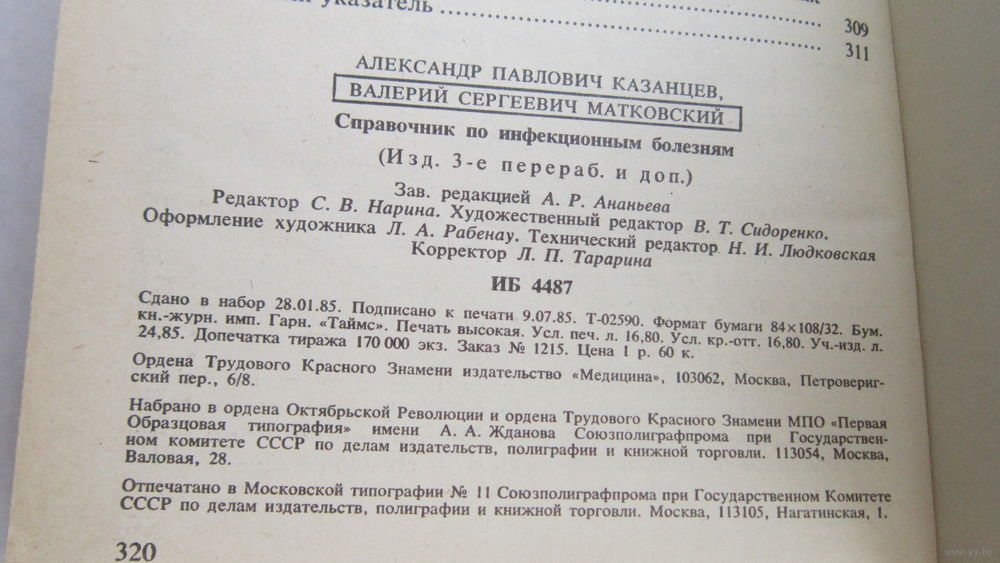 309
указатель
311
АЛЕКСАНДР ПАВЛОВИЧ КАЗАНЦЕВ,
ВАЛЕРИЙ СЕРГЕЕВИЧ МАТКОВСКИЙ
Справочник по инфекционным болезням
(Изд. 3-е перераб. и доп.)
Зав. редакцией А. Р. Ананьева
Редактор С. В. Нарина. Художественный редактор В. Т. Сидоренко.
Оформление художника Л. А. Рабенау. Технический редактор Н. И. Людковская
Корректор Л. П. Тарарина
ИБ 4487
Сдано в набор 28.01.85. Подписано к печати 9.07.85. Т-02590. Формат бумаги 84×108/32. Бум.
кн.-журн. имп. Гарн. «Таймс». Печать высокая. Усл. печ. л. 16,80. Усл. кр.-отт. 16,80. Уч.-изд. л.
24,85. Допечатка тиража 170 000 экз. Заказ № 1215. Цена 1 р. 60 к.
Ордена Трудового Красного Знамени издательство «Медицина», 103062, Москва, Петровериг-
ский пер., 6/8.
Набрано в ордена Октябрьской Революции и ордена Трудового Красного Знамени МПО «Первая
Образцовая типография» имени А. А. Жданова Союзполиграфпрома при Государствен-
ном комитете СССР по делам издательств, полиграфии и книжной торговли. 113054, Москва,
Валовая, 28.
Отпечатано в Московской типографии № 11 Союзполиграфпрома при Государственном Комитете
СССР по делам издательств, полиграфии и книжной торговли. Москва, 113105, Нагатинская, 1.
320
www.ay.by